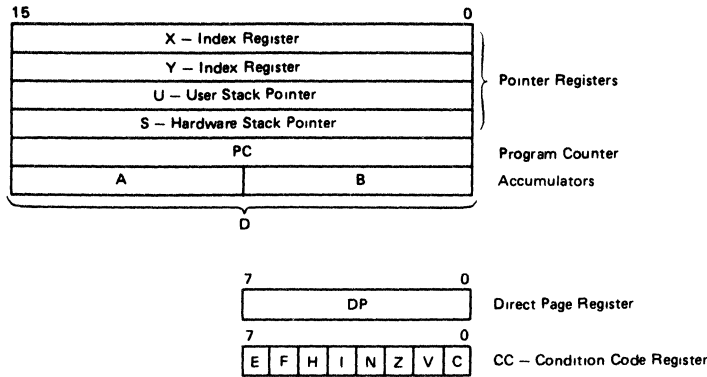 15 0
X – Index Register
Y – Index Register
U – User Stack Pointer
S – Hardware Stack Pointer
Pointer Registers
PC Program Counter
A B Accumulators
D
7 0
DP Direct Page Register
7 0
E F H I N Z V C CC – Condition Code Register